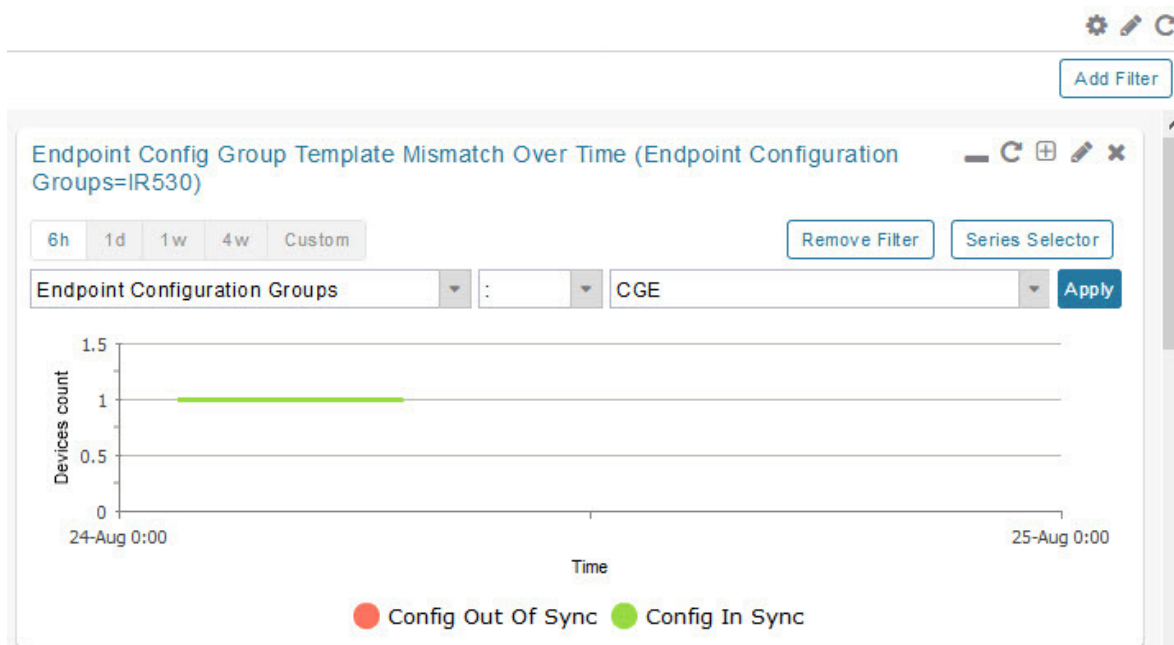 Add Filter
Endpoint Config Group Template Mismatch Over Time (Endpoint Configuration
Groups=IR530)
6h 1d 1w 4w Custom Remove Filter Series Selector
Endpoint Configuration Groups : CGE Apply
1.5
1
0.5
0
Devices count
24-Aug 0:00 25-Aug 0:00
Time
Config Out Of Sync Config In Sync